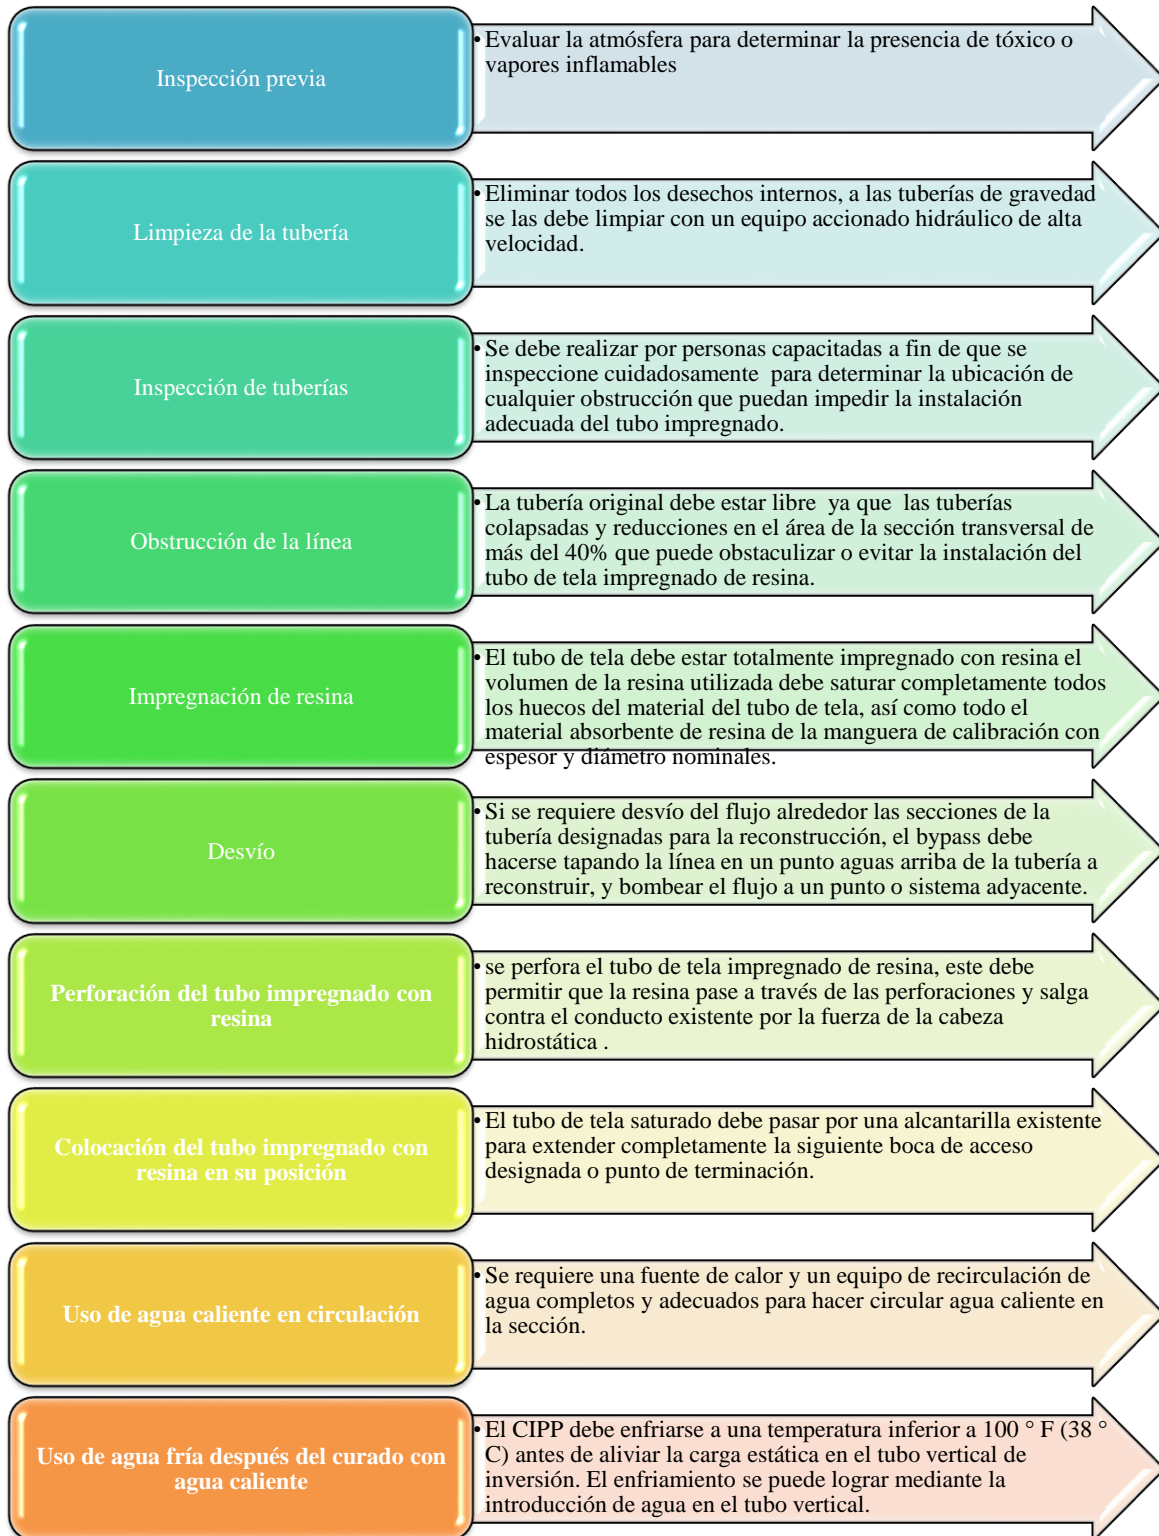 Inspección previa
• Evaluar la atmósfera para determinar la presencia de tóxico o
vapores inflamables
Limpieza de la tubería
• Eliminar todos los desechos internos, a las tuberías de gravedad
se las debe limpiar con un equipo accionado hidráulico de alta
velocidad.
Inspección de tuberías
• Se debe realizar por personas capacitadas a fin de que se
inspeccione cuidadosamente para determinar la ubicación de
cualquier obstrucción que puedan impedir la instalación
adecuada del tubo impregnado.
Obstrucción de la línea
• La tubería original debe estar libre ya que las tuberías
colapsadas y reducciones en el área de la sección transversal de
más del 40% que puede obstaculizar o evitar la instalación del
tubo de tela impregnado de resina.
Impregnación de resina
• El tubo de tela debe estar totalmente impregnado con resina el
volumen de la resina utilizada debe saturar completamente todos
los huecos del material del tubo de tela, así como todo el
material absorbente de resina de la manguera de calibración con
espesor y diámetro nominales.
Desvío
• Si se requiere desvío del flujo alrededor las secciones de la
tubería designadas para la reconstrucción, el bypass debe
hacerse tapando la línea en un punto aguas arriba de la tubería a
reconstruir, y bombear el flujo a un punto o sistema adyacente.
Perforación del tubo impregnado con
resina
• se perfora el tubo de tela impregnado de resina, este debe
permitir que la resina pase a través de las perforaciones y salga
contra el conducto existente por la fuerza de la cabeza
hidrostática .
Colocación del tubo impregnado con
resina en su posición
• El tubo de tela saturado debe pasar por una alcantarilla existente
para extender completamente la siguiente boca de acceso
designada o punto de terminación.
Uso de agua caliente en circulación
• Se requiere una fuente de calor y un equipo de recirculación de
agua completos y adecuados para hacer circular agua caliente en
la sección.
Uso de agua fría después del curado con
agua caliente
• El CIPP debe enfriarse a una temperatura inferior a 100 ° F (38 °
C) antes de aliviar la carga estática en el tubo vertical de
inversión. El enfriamiento se puede lograr mediante la
introducción de agua en el tubo vertical.